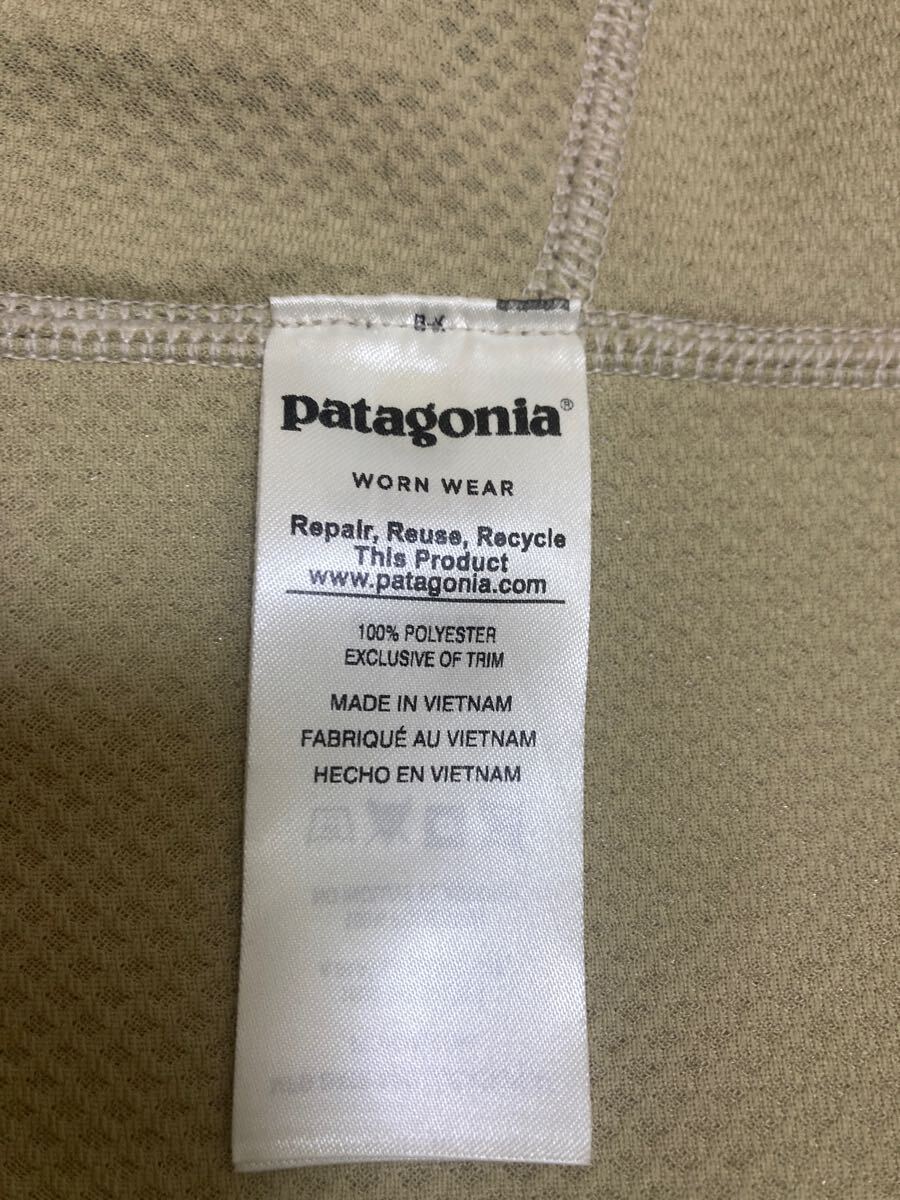 patagonia®
WORN WEAR
Repair, Reuse, Recycle
This Product
www.patagonia.com
100% POLYESTER
EXCLUSIVE OF TRIM
MADE IN VIETNAM
FABRIQUÉ AU VIETNAM
HECHO EN VIETNAM